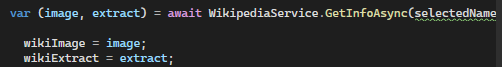 var (image, extract) = await WikipediaService.GetInfoAsync(selectedName
wikiImage = image;
wikiExtract = extract;